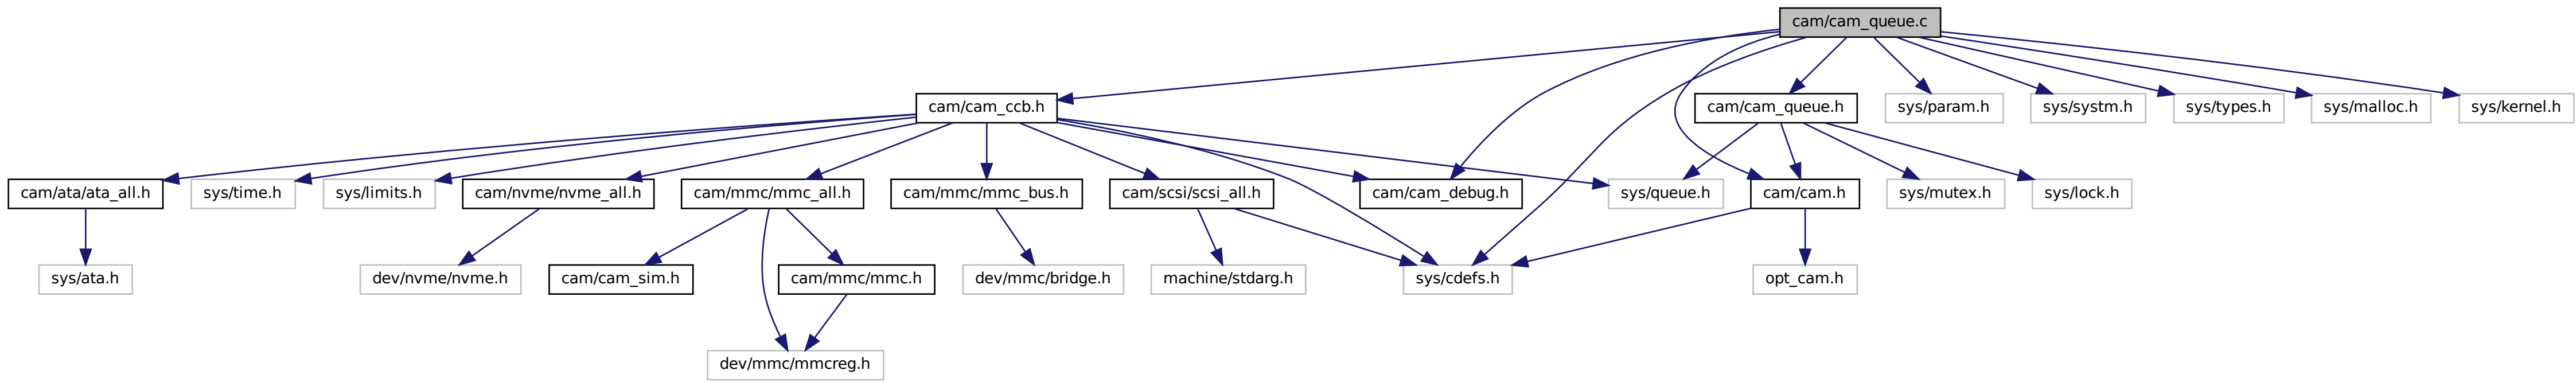 cam/cam_queue.c
cam/cam_ccb.h
cam/cam_queue.h
sys/param.h
sys/systm.h
sys/types.h
sys/malloc.h
sys/kernel.h
cam/ata/ata_all.h
sys/time.h
sys/limits.h
cam/nvme/nvme_all.h
cam/mmc/mmc_all.h
cam/mmc/mmc_bus.h
cam/scsi/scsi_all.h
cam/cam_debug.h
sys/queue.h
cam/cam.h
sys/mutex.h
sys/lock.h
sys/ata.h
dev/nvme/nvme.h
cam/cam_sim.h
cam/mmc/mmc.h
dev/mmc/bridge.h
machine/stdarg.h
sys/cdefs.h
opt_cam.h
dev/mmc/mmcreg.h